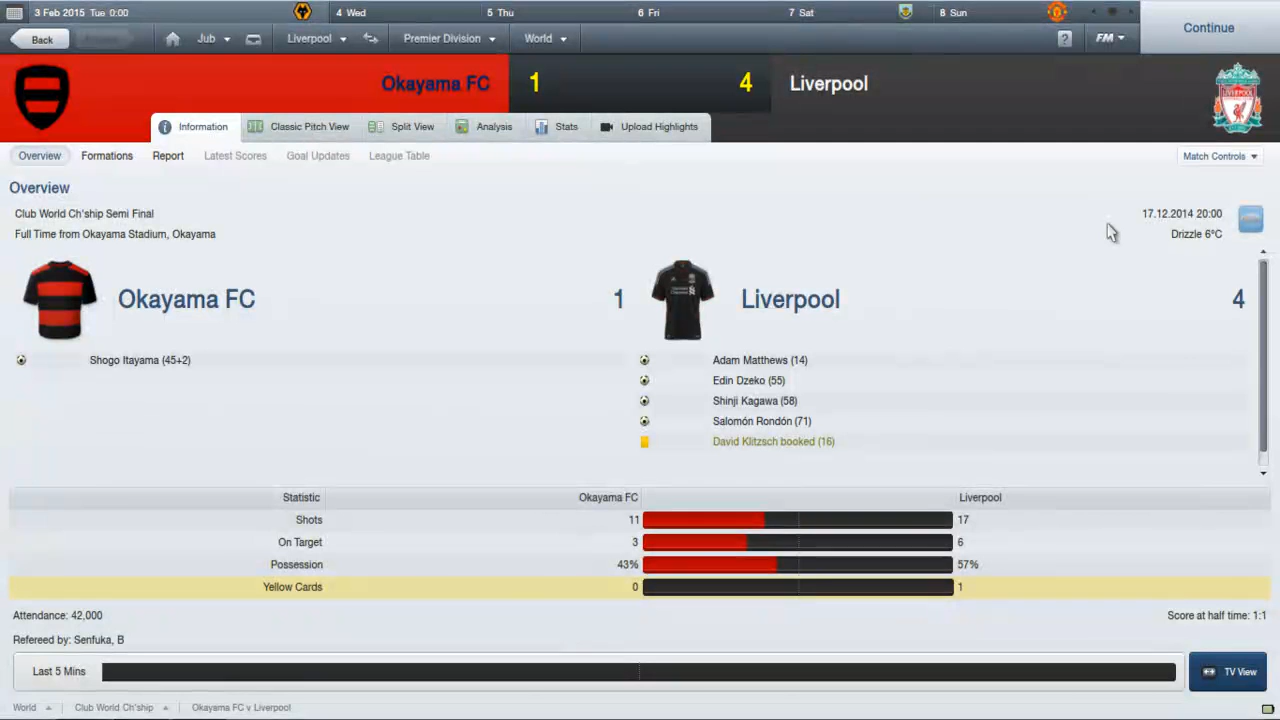 3 Feb 2015 Tue 0:00 4 Wed 5 Thu 6 Fri 7 Sat 8 Sun
Back Job Liverpool Premier Division World ? FM Continue
Okayama FC 1 4 Liverpool
Information Classic Pitch View Split View Analysis Stats Upload Highlights
Overview Formations Report Latest Scores Goal Updates League Table Match Controls
Overview
Club World Ch'ship Semi Final 17.12.2014 20:00
Full Time from Okayama Stadium, Okayama Drizzle 6°C
Okayama FC 1 Liverpool 4
Shogo Itayama (45+2) Adam Matthews (14)
Edin Dzeko (55)
Shinji Kagawa (58)
Salomón Rondón (71)
David Klitzsch booked (16)
Statistic Okayama FC Liverpool
Shots 11 17
On Target 3 6
Possession 43% 57%
Yellow Cards 0 1
Attendance: 42,000 Score at half time: 1:1
Refereed by: Senfuka, B
Last 5 Mins TV View
World Club World Ch'ship Okayama FC v Liverpool